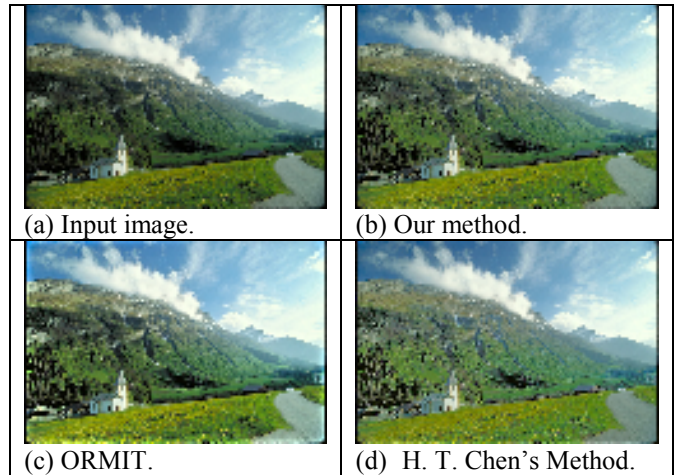 (a) Input image.
(b) Our method.
(c) ORMIT.
(d) H. T. Chen's Method.